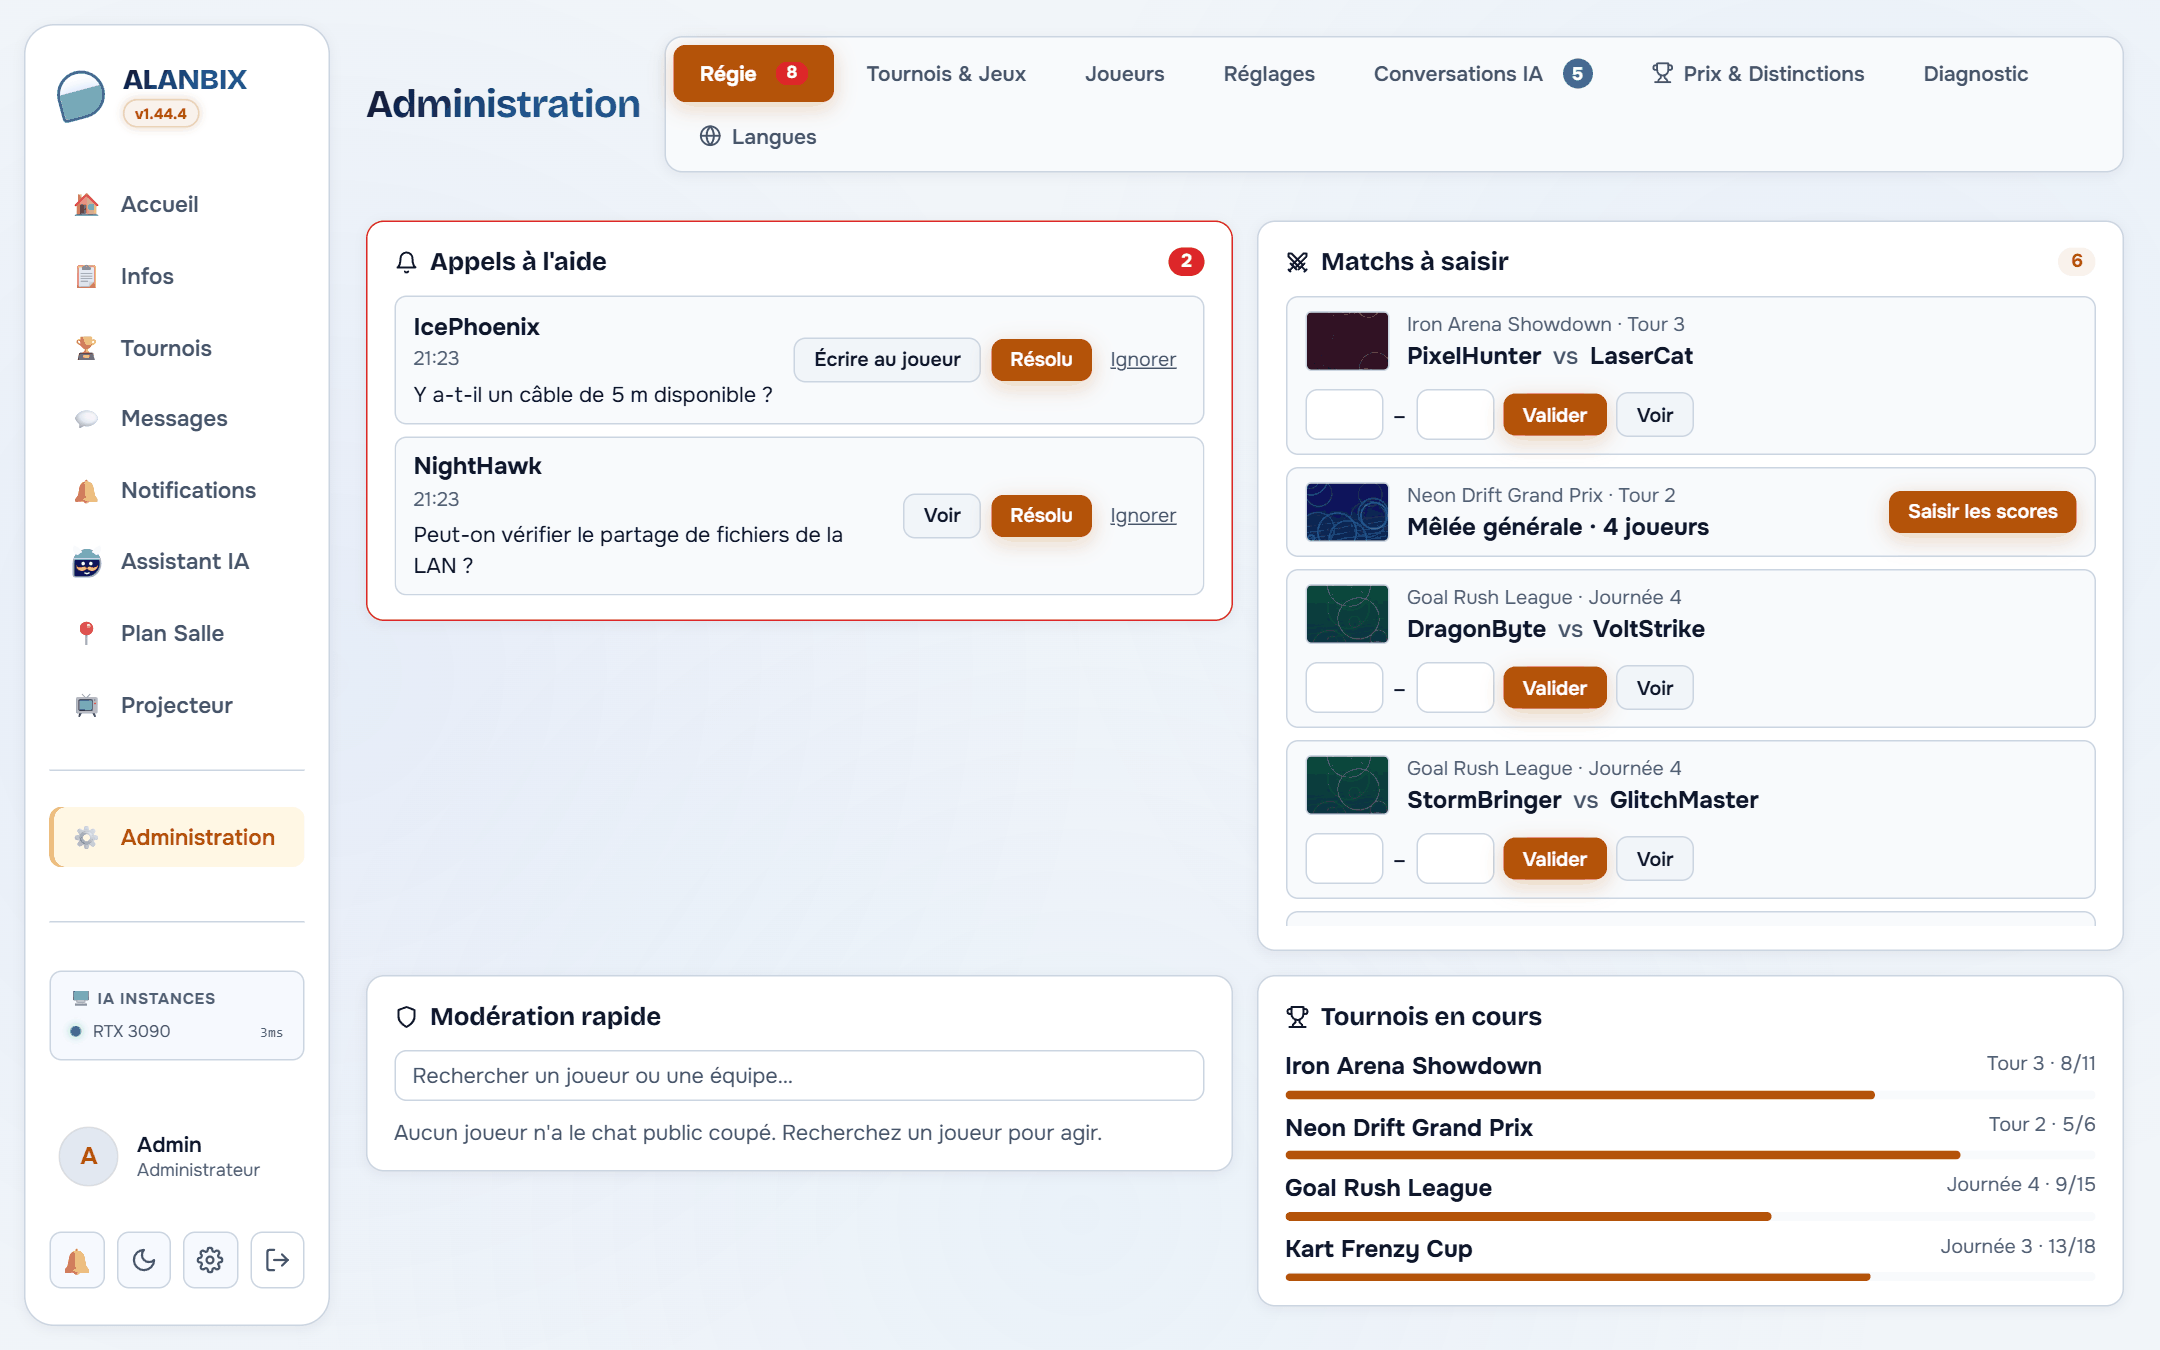 ALANBIX
v1.44.4
Accueil
Infos
Tournois
Messages
Notifications
Assistant IA
Plan Salle
Projecteur
Administration
IA INSTANCES
RTX 3090 3ms
A
Admin
Administrateur
Administration
Régie 8
Tournois & Jeux
Joueurs
Réglages
Conversations IA 5
Prix & Distinctions
Diagnostic
Langues
Appels à l'aide 2
IcePhoenix
21:23
Y a-t-il un câble de 5 m disponible ?
Écrire au joueur Résolu Ignorer
NightHawk
21:23
Peut-on vérifier le partage de fichiers de la
LAN ?
Voir Résolu Ignorer
Matchs à saisir 6
Iron Arena Showdown · Tour 3
PixelHunter vs LaserCat
– Valider Voir
Neon Drift Grand Prix · Tour 2
Mêlée générale · 4 joueurs
Saisir les scores
Goal Rush League · Journée 4
DragonByte vs VoltStrike
– Valider Voir
Goal Rush League · Journée 4
StormBringer vs GlitchMaster
– Valider Voir
Modération rapide
Rechercher un joueur ou une équipe...
Aucun joueur n'a le chat public coupé. Recherchez un joueur pour agir.
Tournois en cours
Iron Arena Showdown Tour 3 · 8/11
Neon Drift Grand Prix Tour 2 · 5/6
Goal Rush League Journée 4 · 9/15
Kart Frenzy Cup Journée 3 · 13/18